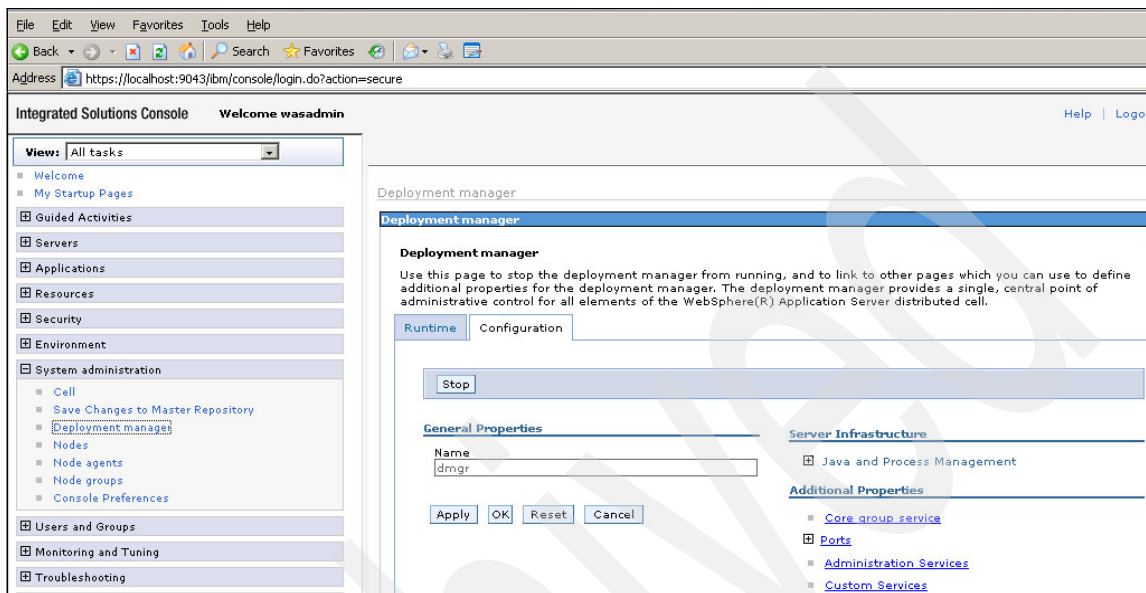 File Edit View Favorites Tools Help
Back Search Favorites
Address https://localhost:9043/ibm/console/login.do?action=secure
Integrated Solutions Console Welcome wasadmin Help | Logo
View: All tasks
Welcome
My Startup Pages
Guided Activities
Servers
Applications
Resources
Security
Environment
System administration
Cell
Save Changes to Master Repository
Deployment manager
Nodes
Node agents
Node groups
Console Preferences
Users and Groups
Monitoring and Tuning
Troubleshooting
Deployment manager
Deployment manager
Deployment manager
Use this page to stop the deployment manager from running, and to link to other pages which you can use to define
additional properties for the deployment manager. The deployment manager provides a single, central point of
administrative control for all elements of the WebSphere(R) Application Server distributed cell.
Runtime Configuration
Stop
General Properties
Name
dmgr
Apply OK Reset Cancel
Server Infrastructure
Java and Process Management
Additional Properties
Core group service
Ports
Administration Services
Custom Services